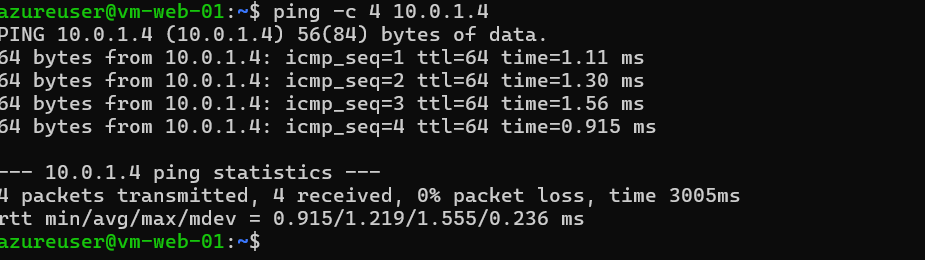 azureuser@vm-web-01:~$ ping -c 4 10.0.1.4
PING 10.0.1.4 (10.0.1.4) 56(84) bytes of data.
64 bytes from 10.0.1.4: icmp_seq=1 ttl=64 time=1.11 ms
64 bytes from 10.0.1.4: icmp_seq=2 ttl=64 time=1.30 ms
64 bytes from 10.0.1.4: icmp_seq=3 ttl=64 time=1.56 ms
64 bytes from 10.0.1.4: icmp_seq=4 ttl=64 time=0.915 ms
--- 10.0.1.4 ping statistics ---
4 packets transmitted, 4 received, 0% packet loss, time 3005ms
rtt min/avg/max/mdev = 0.915/1.219/1.555/0.236 ms
azureuser@vm-web-01:~$